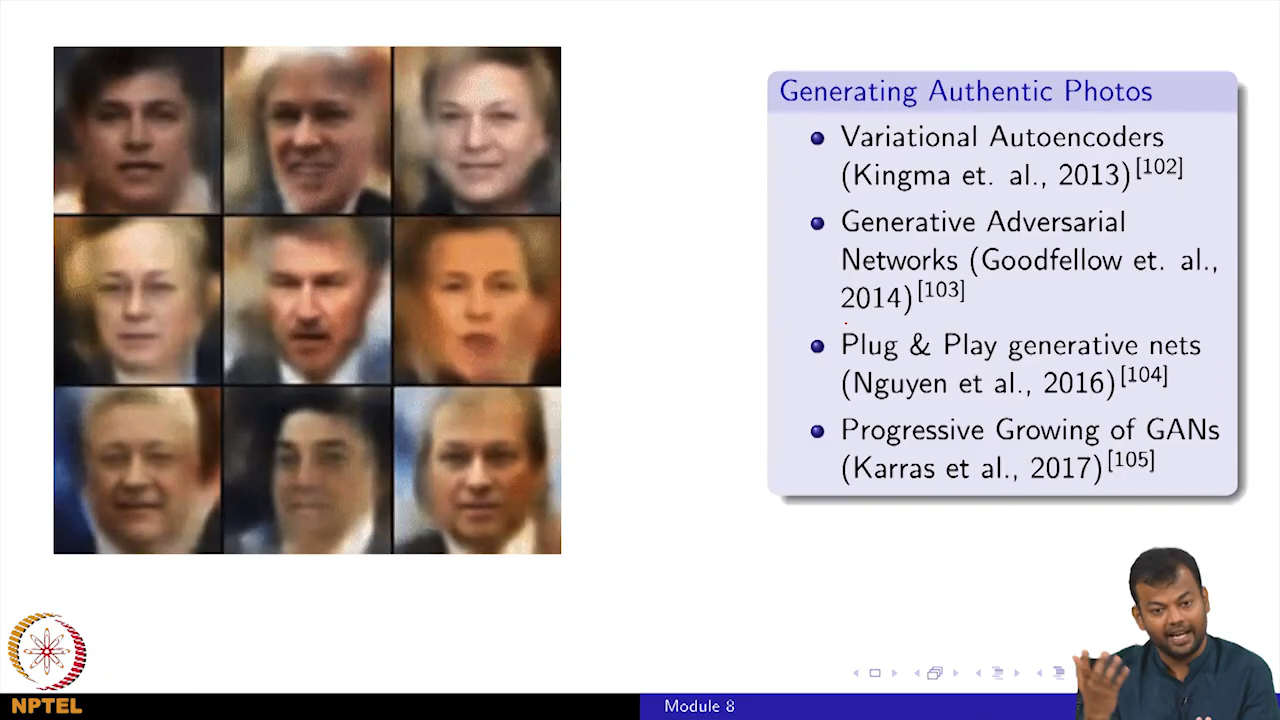 Generating Authentic Photos
Variational Autoencoders
(Kingma et. al., 2013)[102]
Generative Adversarial
Networks (Goodfellow et. al.,
2014)[103]
Plug & Play generative nets
(Nguyen et al., 2016)[104]
Progressive Growing of GANs
(Karras et al., 2017)[105]
NPTEL
Module 8